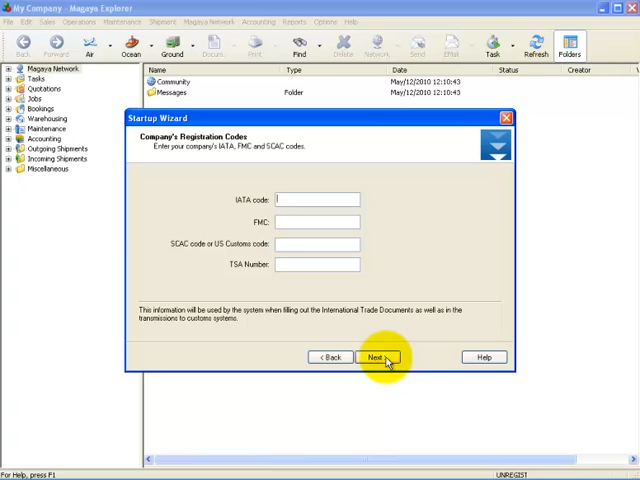 My Company - Magaya Explorer
File Edit Sales Operations Maintenance Shipment Magaya Network Accounting Reports Options Help
Back Forward Air Ocean Ground Docum... Print Find Delete Network Send EMail Task Refresh Folders
Magaya Network
Tasks
Quotations
Jobs
Bookings
Warehousing
Maintenance
Accounting
Outgoing Shipments
Incoming Shipments
Miscellaneous
Name Type Date Status Creator
Community May/12/2010 12:10:43
Messages Folder May/12/2010 12:10:43
Startup Wizard
Company's Registration Codes
Enter your company's IATA, FMC and SCAC codes.
IATA code:
FMC:
SCAC code or US Customs code:
TSA Number:
This information will be used by the system when filling out the International Trade Documents as well as in the
transmissions to customs systems.
< Back Next > Help
For Help, press F1 UNREGIST